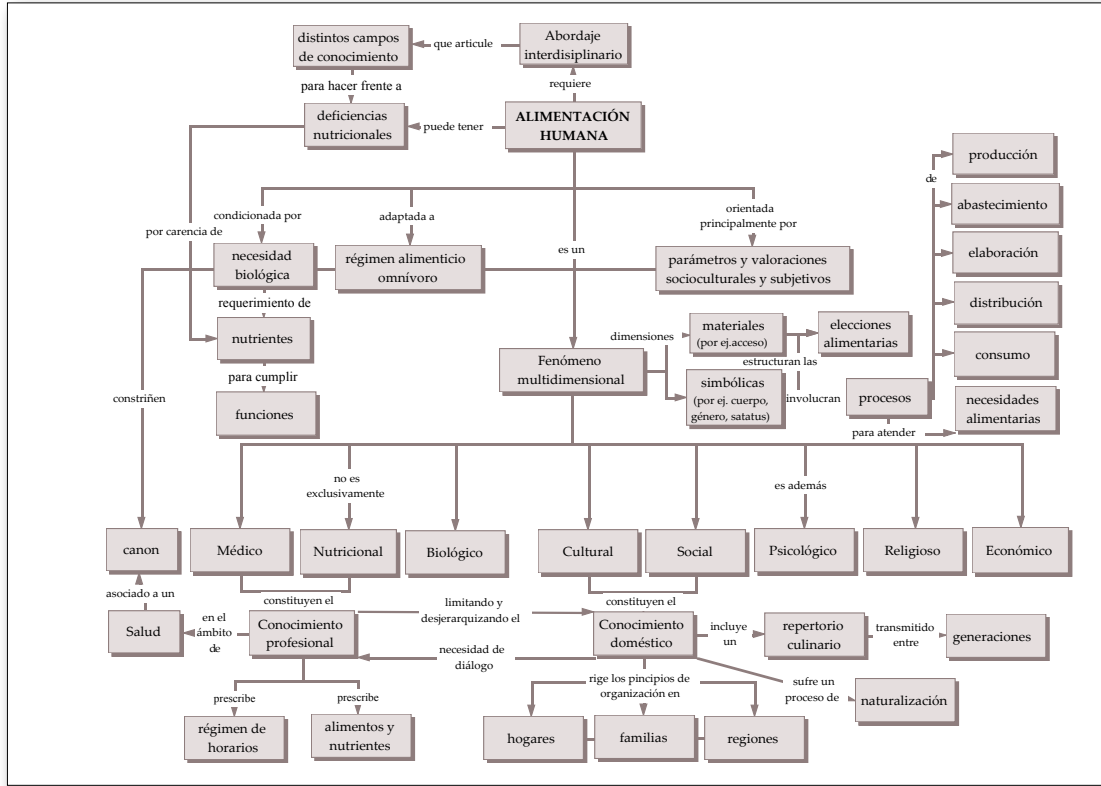 distintos campos
de conocimiento
que articule
Abordaje
interdisiplinario
para hacer frente a
requiere
deficiencias
nutricionales
puede tener
ALIMENTACIÓN
HUMANA
producción
de
abastecimiento
elaboración
distribución
consumo
necesidades
alimentarias
condicionada por
adaptada a
orientada
principalmente por
por carencia de
es un
necesidad
biológica
régimen alimenticio
omnívoro
parámetros y valoraciones
socioculturales y subjetivos
requerimiento de
nutrientes
para cumplir
funciones
constriñen
Fenómeno
multidimensional
dimensiones
materiales
(por ej.acceso)
elecciones
alimentarias
estructuran las
simbólicas
(por ej. cuerpo,
género, satatus)
involucran
procesos
para atender
no es
exclusivamente
es además
canon
Médico
Nutricional
Biológico
Cultural
Social
Psicológico
Religioso
Económico
asociado a un
constituyen el
constituyen el
Salud
en el
ámbito
de
Conocimiento
profesional
limitando y
desjerarquizando el
Conocimiento
doméstico
incluye
un
repertorio
culinario
transmitido
entre
generaciones
necesidad de
diálogo
sufre un
proceso de
naturalización
prescribe
prescribe
rige los pincipios de
organización en
régimen de
horarios
alimentos y
nutrientes
hogares
familias
regiones